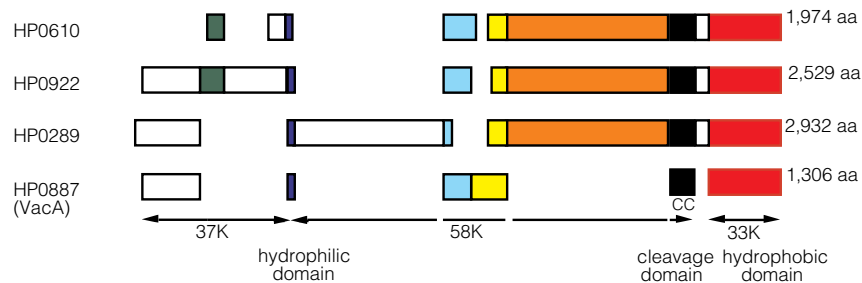 HP0610
1,974 aa
HP0922
2,529 aa
HP0289
2,932 aa
HP0887
(VacA)
1,306 aa
CC
37K
58K
33K
hydrophilic
domain
cleavage
domain
hydrophobic
domain